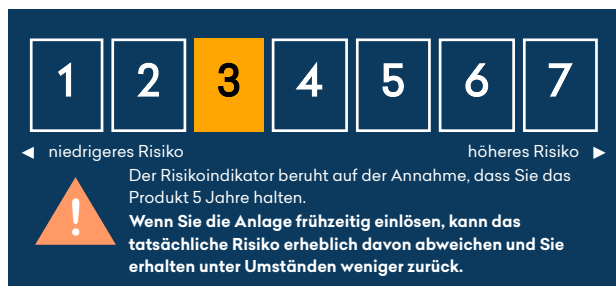 1 2 3 4 5 6 7
◄ niedrigeres Risiko höheres Risiko ►
Der Risikoindikator beruht auf der Annahme, dass Sie das
Produkt 5 Jahre halten.
Wenn Sie die Anlage frühzeitig einlösen, kann das
tatsächliche Risiko erheblich davon abweichen und Sie
erhalten unter Umständen weniger zurück.